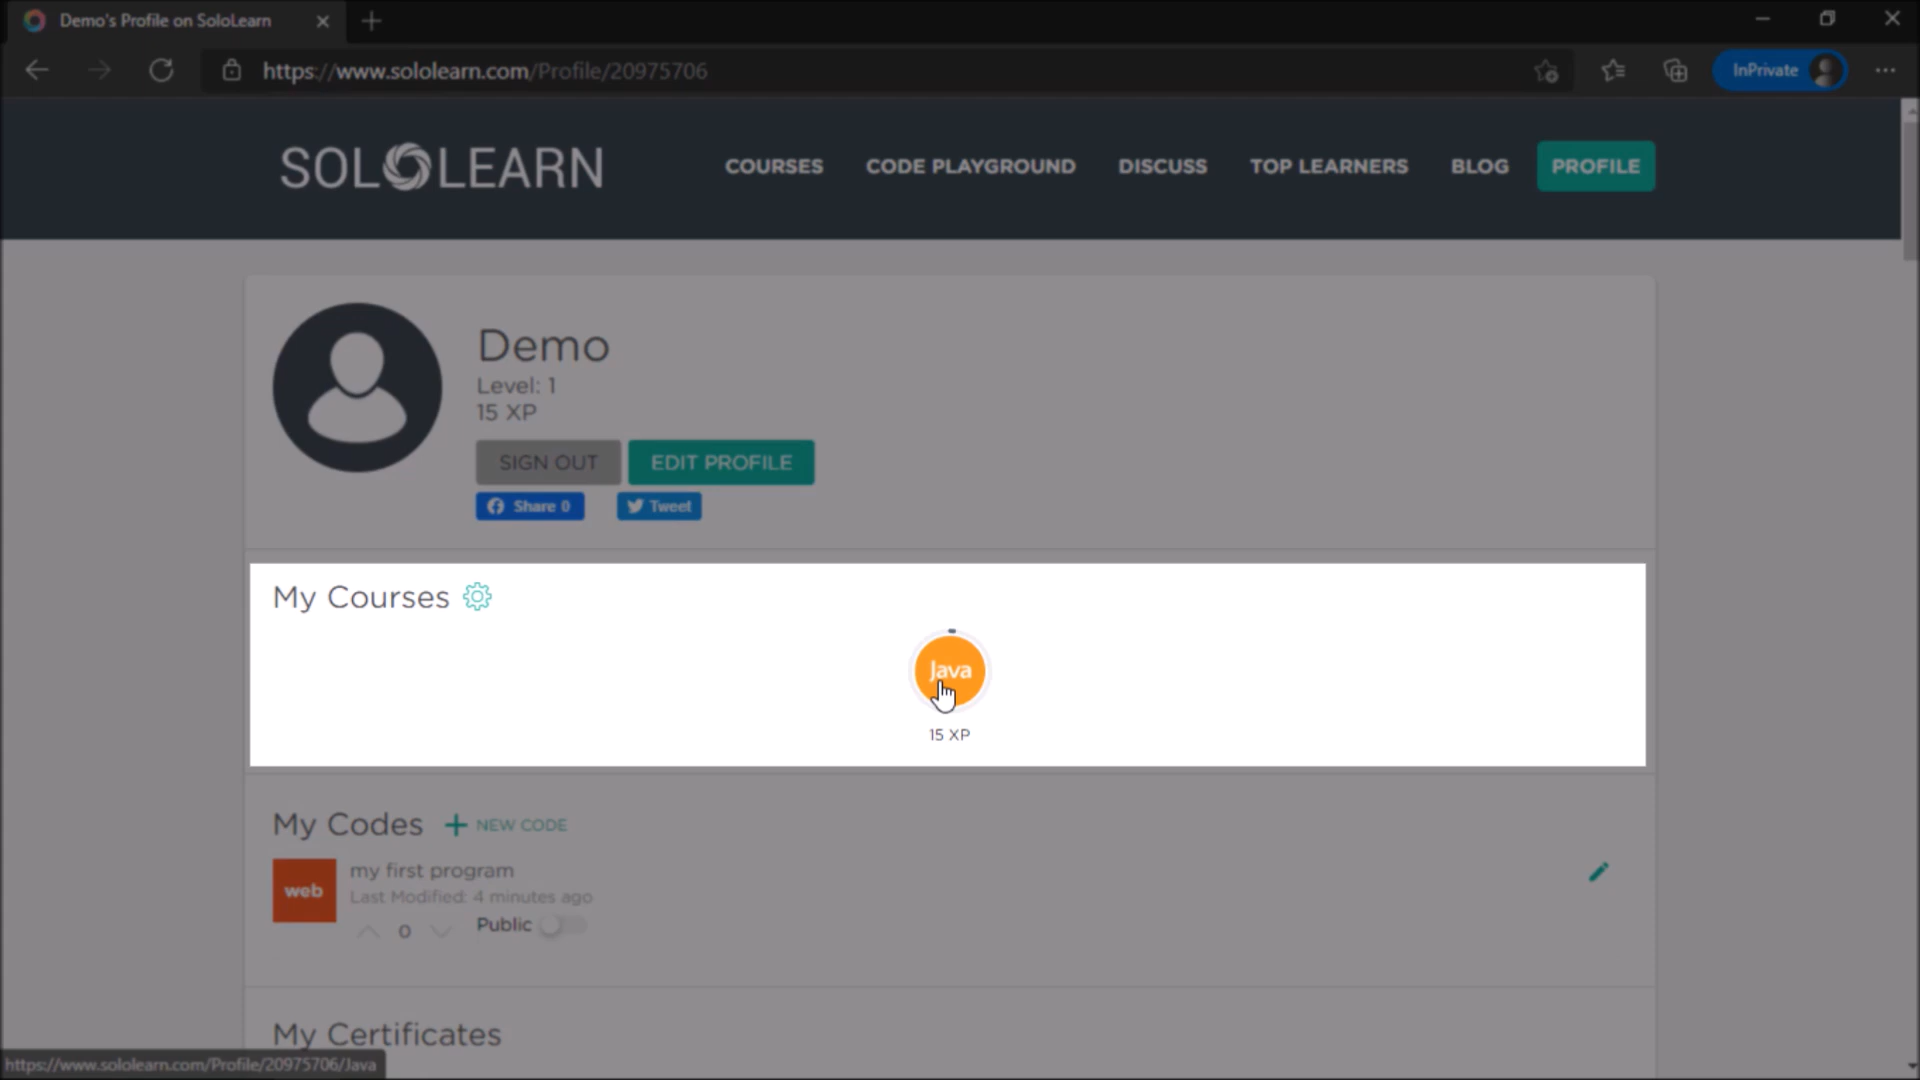 Demo's Profile on SoloLearn
https://www.sololearn.com/Profile/20975706
InPrivate
SOLOLEARN
COURSES
CODE PLAYGROUND
DISCUSS
TOP LEARNERS
BLOG
PROFILE
Demo
Level: 1
15 XP
SIGN OUT
EDIT PROFILE
Share 0
Tweet
My Courses
Java
15 XP
My Codes
NEW CODE
web
my first program
Last Modified: 4 minutes ago
0
Public
My Certificates
https://www.sololearn.com/Profile/20975706/Java